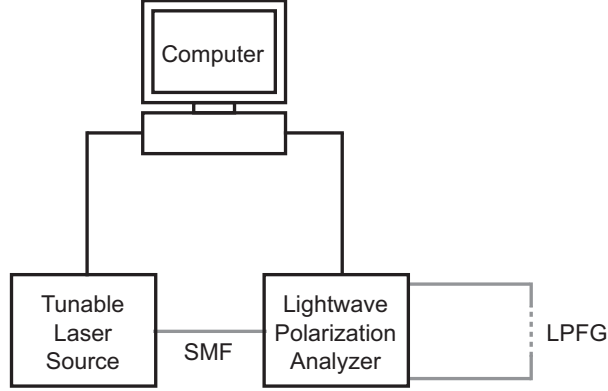 Computer
Tunable
Laser
Source
SMF
Lightwave
Polarization
Analyzer
LPFG